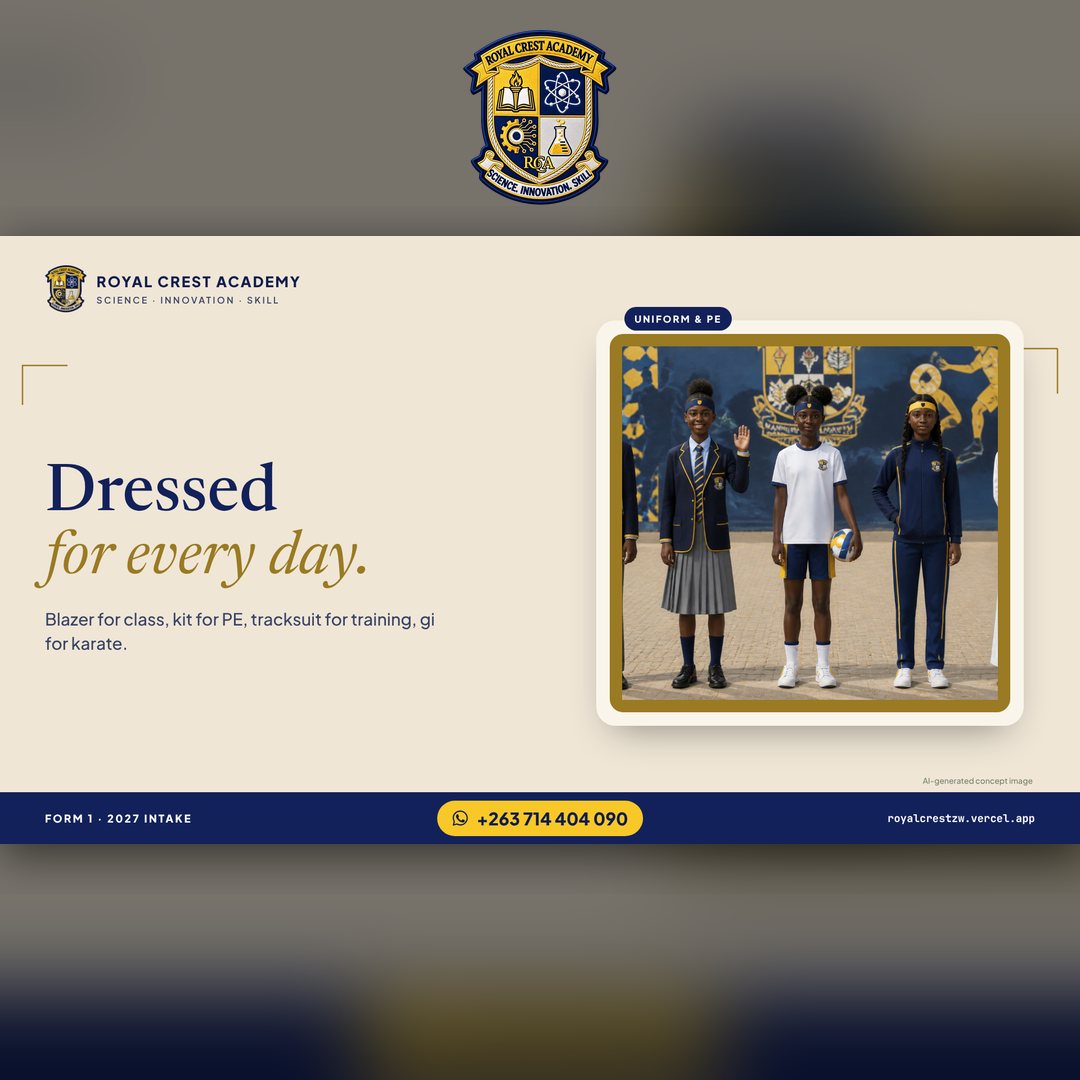 ROYAL CREST ACADEMY
RCA
SCIENCE. INNOVATION. SKILL
ROYAL CREST ACADEMY
SCIENCE · INNOVATION · SKILL
UNIFORM & PE
Dressed
for every day.
Blazer for class, kit for PE, tracksuit for training, gi
for karate.
AI-generated concept image
FORM 1 · 2027 INTAKE
+263 714 404 090
royalcrestzw.vercel.app